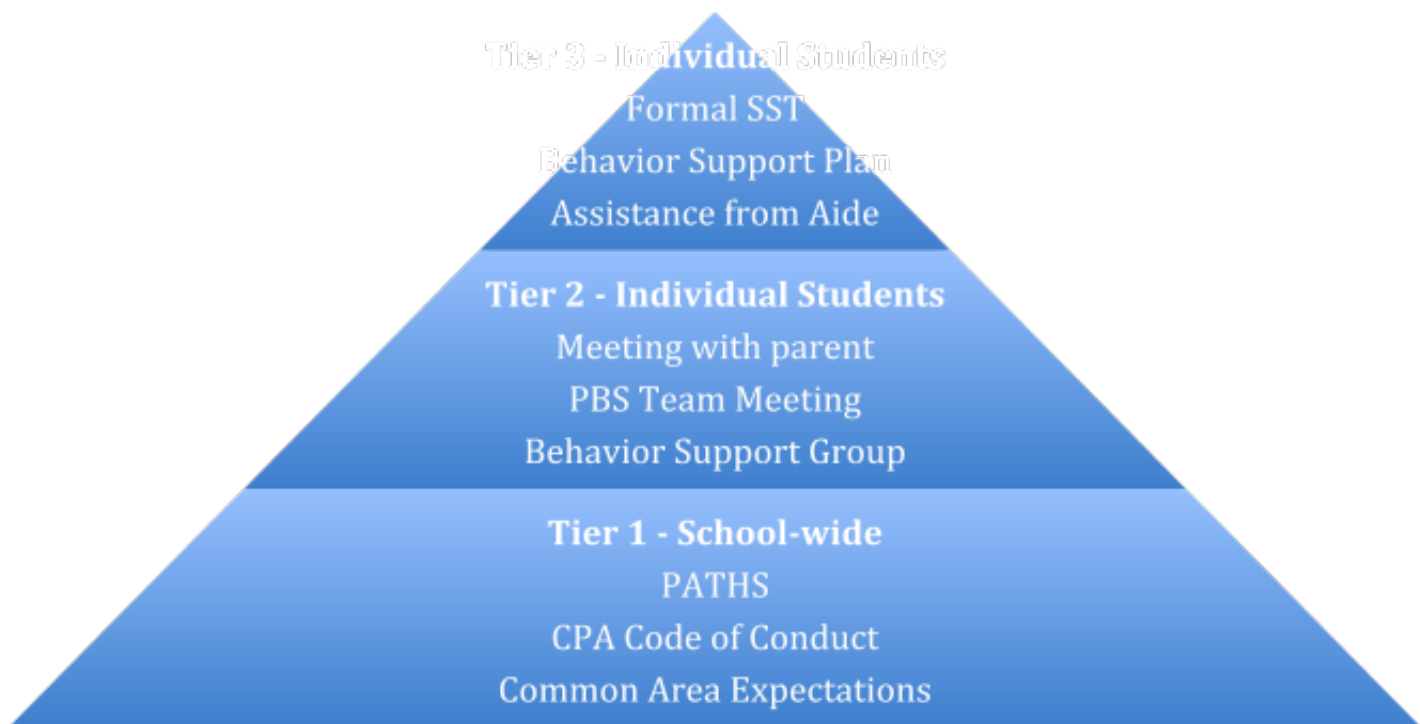 Tier 3 - Individual Students
Formal SST
Behavior Support Plan
Assistance from Aide
Tier 2 - Individual Students
Meeting with parent
PBS Team Meeting
Behavior Support Group
Tier 1 - School-wide
PATHS
CPA Code of Conduct
Common Area Expectations